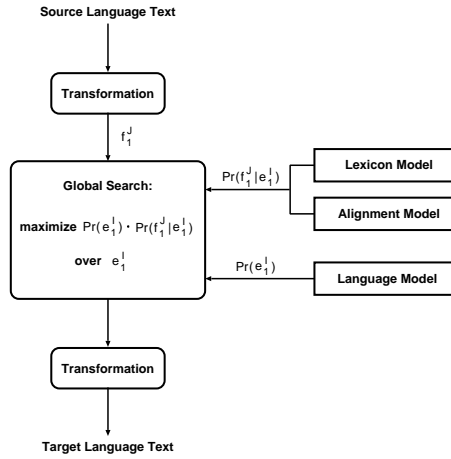 Source Language Text
Transformation
f_1^J
Global Search:
maximize Pr(e_1^I) · Pr(f_1^J|e_1^I)
over e_1^I
Pr(f_1^J|e_1^I)
Lexicon Model
Alignment Model
Pr(e_1^I)
Language Model
Transformation
Target Language Text